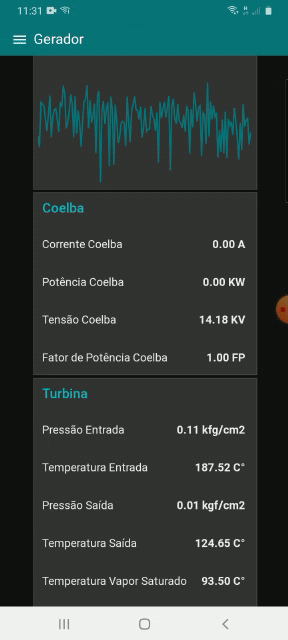 11:31
Gerador
Coelba
Corrente Coelba 0.00 A
Potência Coelba 0.00 KW
Tensão Coelba 14.18 KV
Fator de Potência Coelba 1.00 FP
Turbina
Pressão Entrada 0.11 kfg/cm2
Temperatura Entrada 187.52 C°
Pressão Saída 0.01 kgf/cm2
Temperatura Saída 124.65 C°
Temperatura Vapor Saturado 93.50 C°